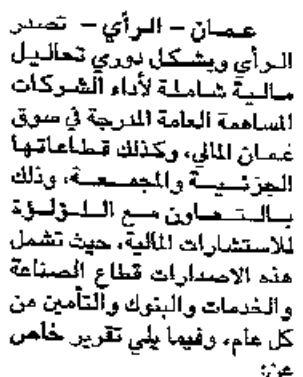 عمان - الرأي - تصدر
الرأي وبشكل دوري تحاليل
مالية شاملة لأداء الشركات
المساهمة العامة المدرجة في سوق
عمان المالي، وكذلك قطاعاتها
الجزئية والمجمعة، وذلك
بالتعاون مع اللؤلؤة
للاستشارات المالية، حيث تشمل
هذه الاصدارات قطاع الصناعة
والخدمات والبنوك والتأمين من
كل عام، وفيما يلي تقرير خاص
عن: